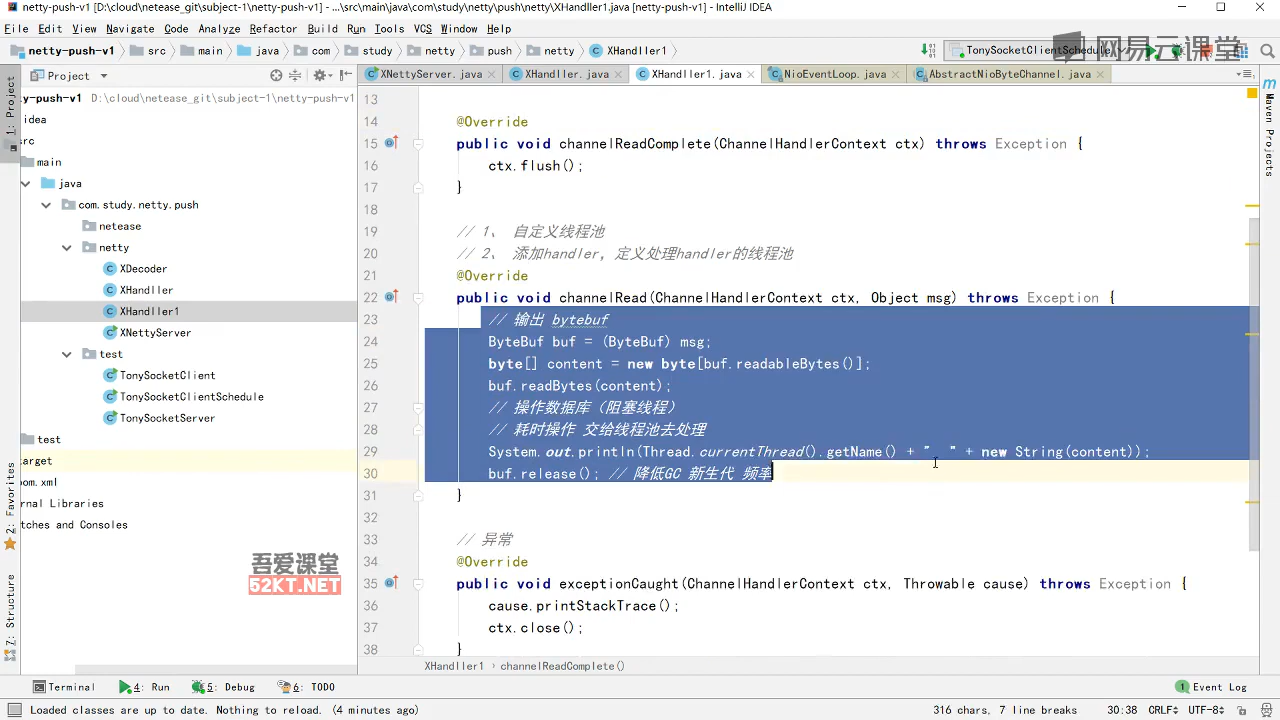 netty-push-v1 [D:\cloud\netease_git\subject-1\netty-push-v1] - ...\src\main\java\com\study\netty\push\netty\XHandller1.java [netty-push-v1] - IntelliJ IDEA
File Edit View Navigate Code Analyze Refactor Build Run Tools VCS Window Help
netty-push-v1 src main java com study netty push netty XHandller1
TonySocketClientSchedule
网易云课堂
Project
XNettyServer.java XHandller.java XHandller1.java NioEventLoop.java AbstractNioByteChannel.java
1: Project
Maven Projects
2: Favorites
7: Structure
ty-push-v1 D:\cloud\netease_git\subject-1\netty-push-v1
idea
src
main
java
com.study.netty.push
netease
netty
XDecoder
XHandller
XHandller1
XNettyServer
test
TonySocketClient
TonySocketClientSchedule
TonySocketServer
test
arget
om.xml
rnal Libraries
tches and Consoles
吾爱课堂
52KT.NET
13
14 @Override
15 public void channelReadComplete(ChannelHandlerContext ctx) throws Exception {
16 ctx.flush();
17 }
18
19 // 1、 自定义线程池
20 // 2、 添加handler，定义处理handler的线程池
21 @Override
22 public void channelRead(ChannelHandlerContext ctx, Object msg) throws Exception {
23 // 输出 bytebuf
24 ByteBuf buf = (ByteBuf) msg;
25 byte[] content = new byte[buf.readableBytes()];
26 buf.readBytes(content);
27 // 操作数据库（阻塞线程）
28 // 耗时操作 交给线程池去处理
29 System.out.println(Thread.currentThread().getName() + "  " + new String(content));
30 buf.release(); // 降低GC 新生代 频率
31 }
32
33 // 异常
34 @Override
35 public void exceptionCaught(ChannelHandlerContext ctx, Throwable cause) throws Exception {
36 cause.printStackTrace();
37 ctx.close();
38 }
XHandller1 › channelReadComplete()
Terminal 4: Run 5: Debug 6: TODO Event Log
Loaded classes are up to date. Nothing to reload. (4 minutes ago) 316 chars, 7 line breaks 30:38 CRLF UTF-8